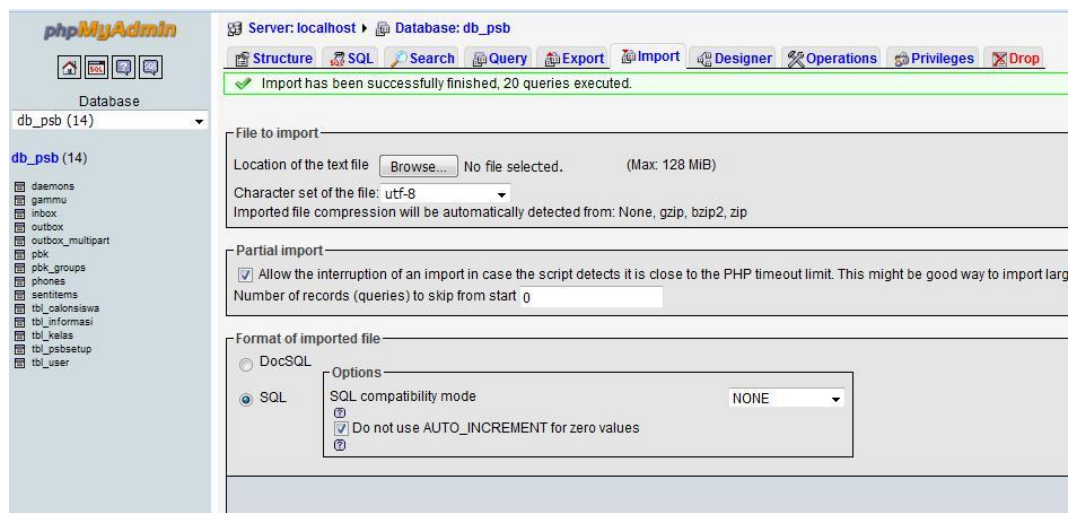 phpMyAdmin
SQL
Database
db_psb (14)
db_psb (14)
daemons
gammu
inbox
outbox
outbox_multipart
pbk
pbk_groups
phones
sentitems
tbl_calonsiswa
tbl_informasi
tbl_kelas
tbl_psbsetup
tbl_user
Server: localhost Database: db_psb
Structure SQL Search Query Export Import Designer Operations Privileges Drop
Import has been successfully finished, 20 queries executed.
File to import
Location of the text file Browse... No file selected. (Max: 128 MiB)
Character set of the file: utf-8
Imported file compression will be automatically detected from: None, gzip, bzip2, zip
Partial import
Allow the interruption of an import in case the script detects it is close to the PHP timeout limit. This might be good way to import larg
Number of records (queries) to skip from start 0
Format of imported file
DocSQL
Options
SQL
SQL compatibility mode NONE
Do not use AUTO_INCREMENT for zero values